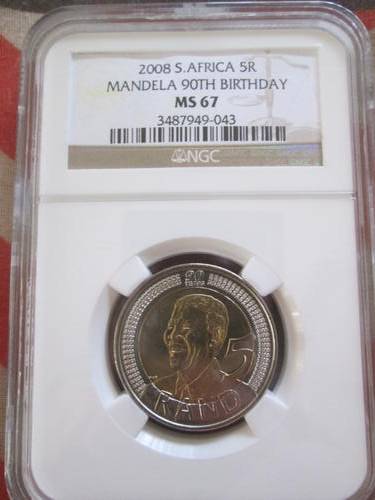 2008 S.AFRICA 5R
MANDELA 90TH BIRTHDAY
MS 67
3487949-043
NGC
90
5
RAND